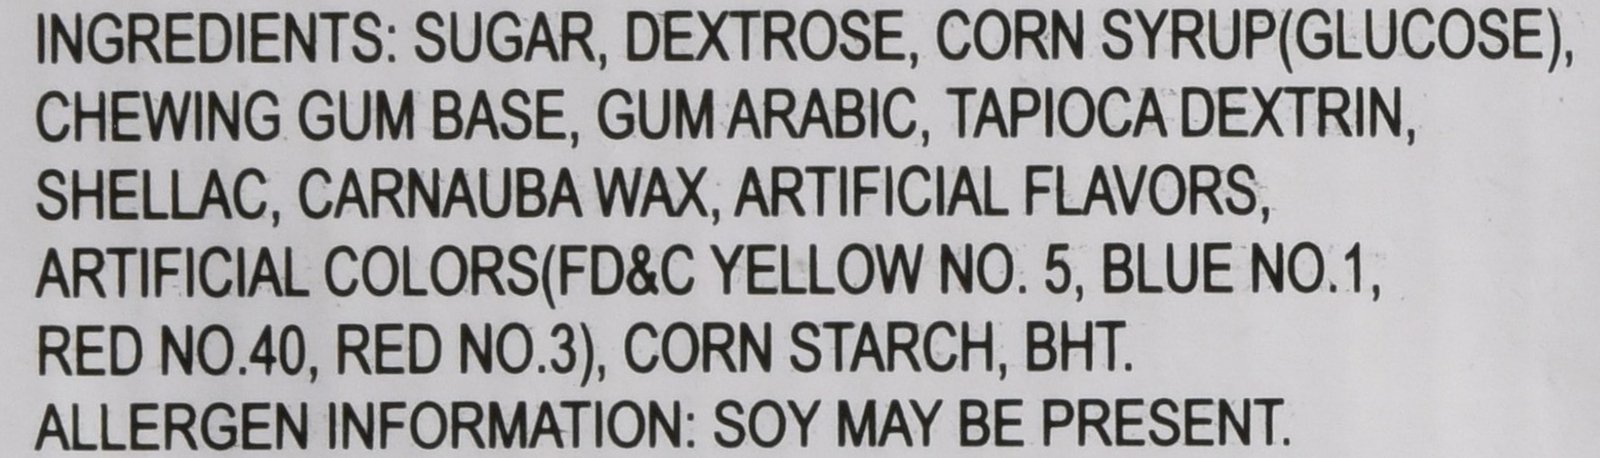 INGREDIENTS: SUGAR, DEXTROSE, CORN SYRUP(GLUCOSE),
CHEWING GUM BASE, GUM ARABIC, TAPIOCA DEXTRIN,
SHELLAC, CARNAUBA WAX, ARTIFICIAL FLAVORS,
ARTIFICIAL COLORS(FD&C YELLOW NO. 5, BLUE NO.1,
RED NO.40, RED NO.3), CORN STARCH, BHT.
ALLERGEN INFORMATION: SOY MAY BE PRESENT.